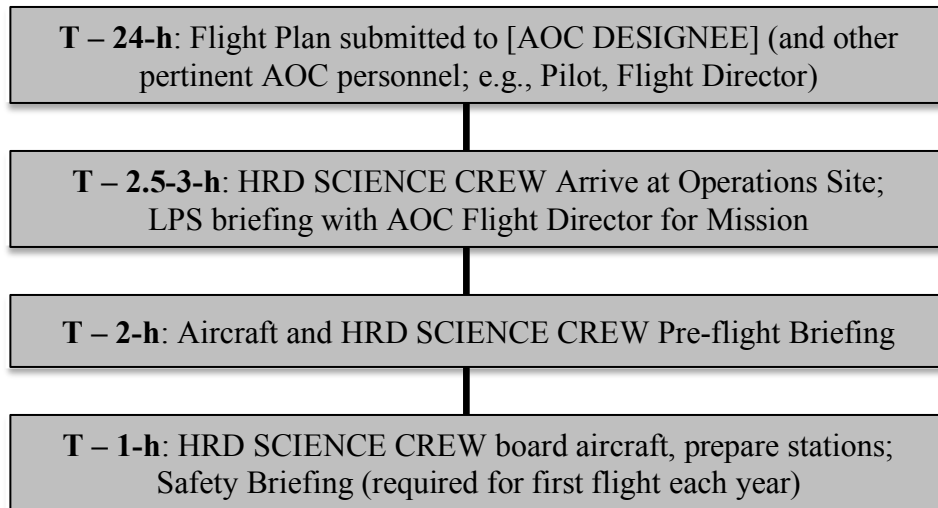 T – 24-h: Flight Plan submitted to [AOC DESIGNEE] (and other
pertinent AOC personnel; e.g., Pilot, Flight Director)
T – 2.5-3-h: HRD SCIENCE CREW Arrive at Operations Site;
LPS briefing with AOC Flight Director for Mission
T – 2-h: Aircraft and HRD SCIENCE CREW Pre-flight Briefing
T – 1-h: HRD SCIENCE CREW board aircraft, prepare stations;
Safety Briefing (required for first flight each year)